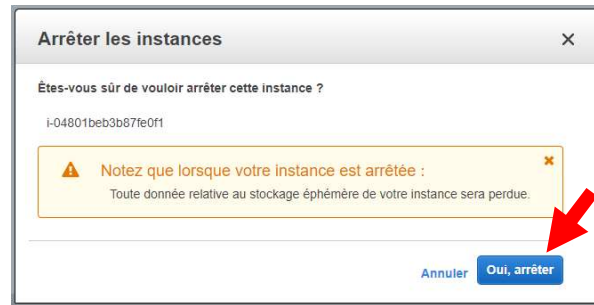 Arrêter les instances
Êtes-vous sûr de vouloir arrêter cette instance ?
i-04801beb3b87fe0f1
Notez que lorsque votre instance est arrêtée :
Toute donnée relative au stockage éphémère de votre instance sera perdue.
Annuler Oui, arrêter